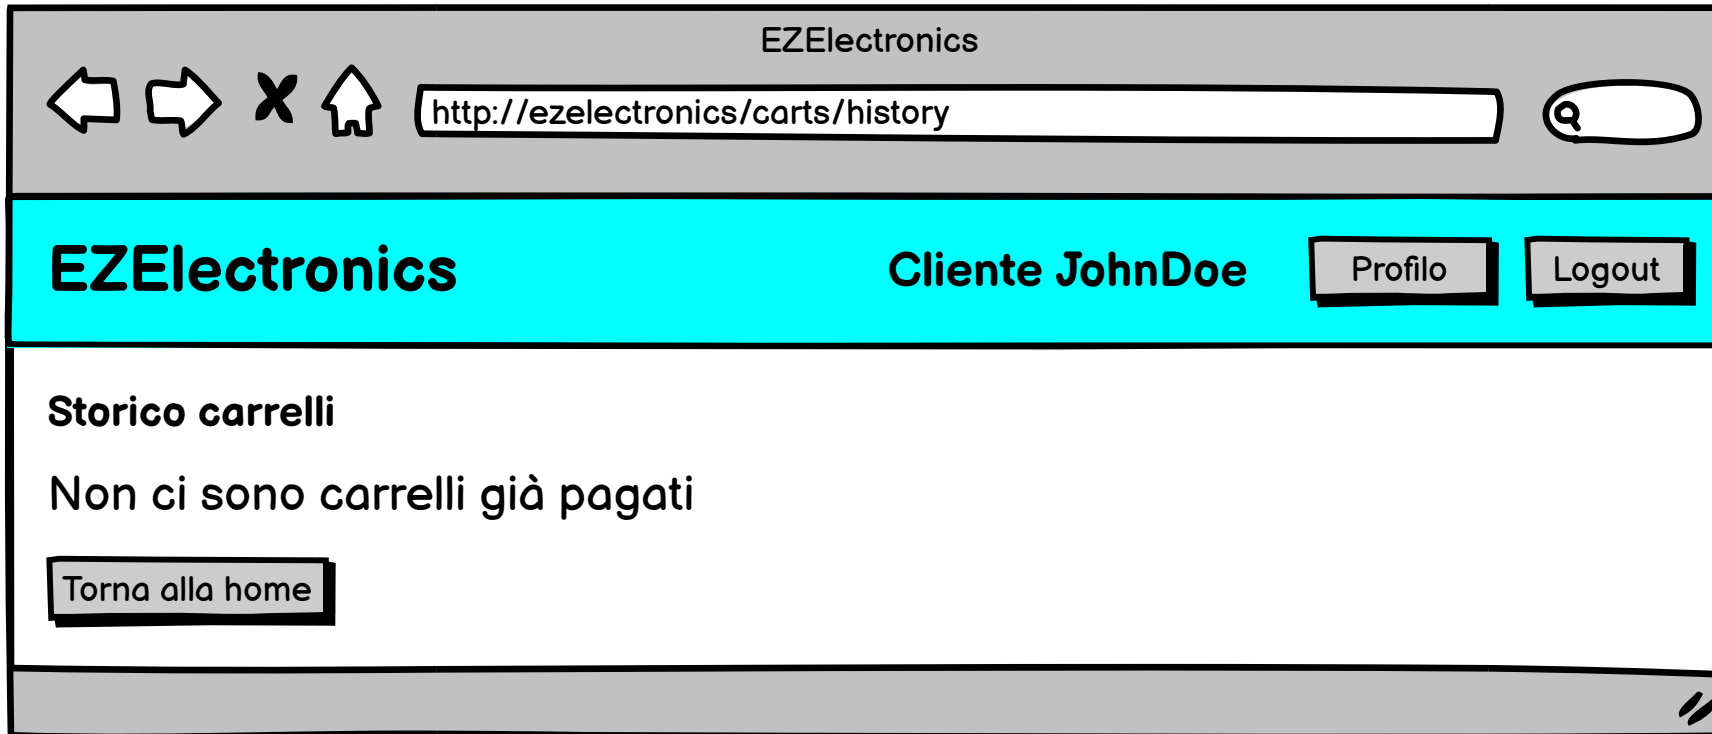 EZElectronics
http://ezelectronics/carts/history
EZElectronics
Cliente JohnDoe
Profilo
Logout
Storico carrelli
Non ci sono carrelli già pagati
Torna alla home